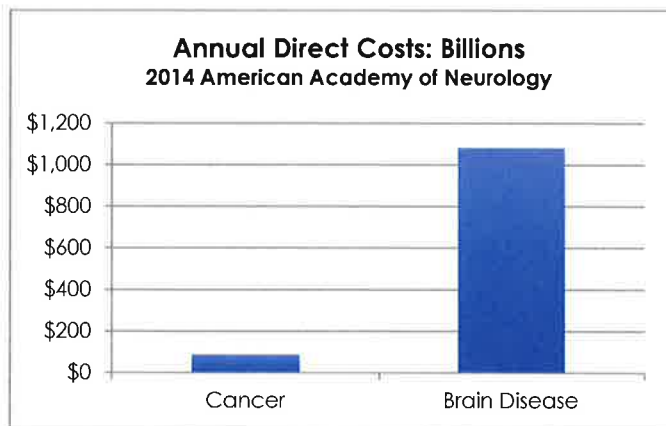 Annual Direct Costs: Billions
2014 American Academy of Neurology
$1,200
$1,000
$800
$600
$400
$200
$0
Cancer Brain Disease